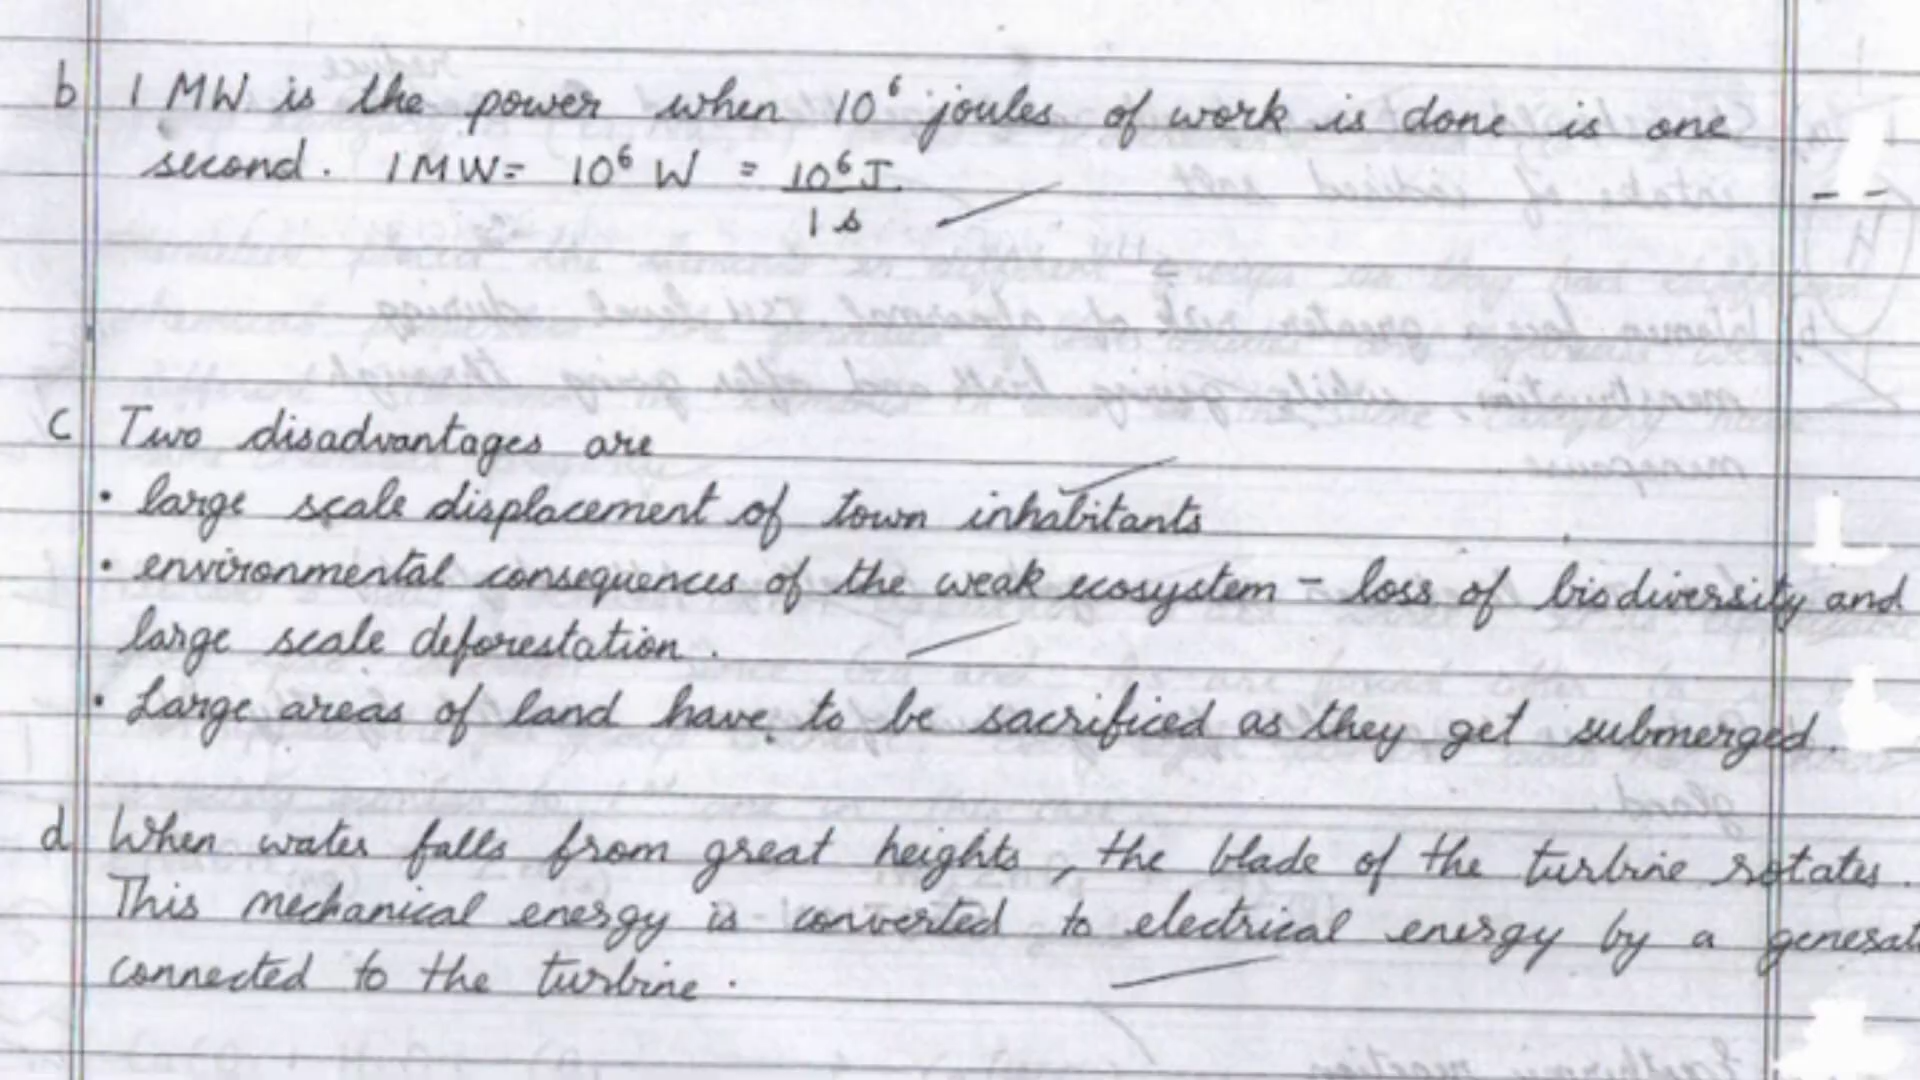 b 1 MW is the power when 10⁶ joules of work is done is one
second. 1 MW = 10⁶ W = 10⁶ J
1 s
c Two disadvantages are
• large scale displacement of town inhabitants
• environmental consequences of the weak ecosystem - loss of biodiversity and
large scale deforestation.
• Large areas of land have to be sacrificed as they get submerged.
d When water falls from great heights, the blade of the turbine rotates.
This mechanical energy is converted to electrical energy by a generat
connected to the turbine.